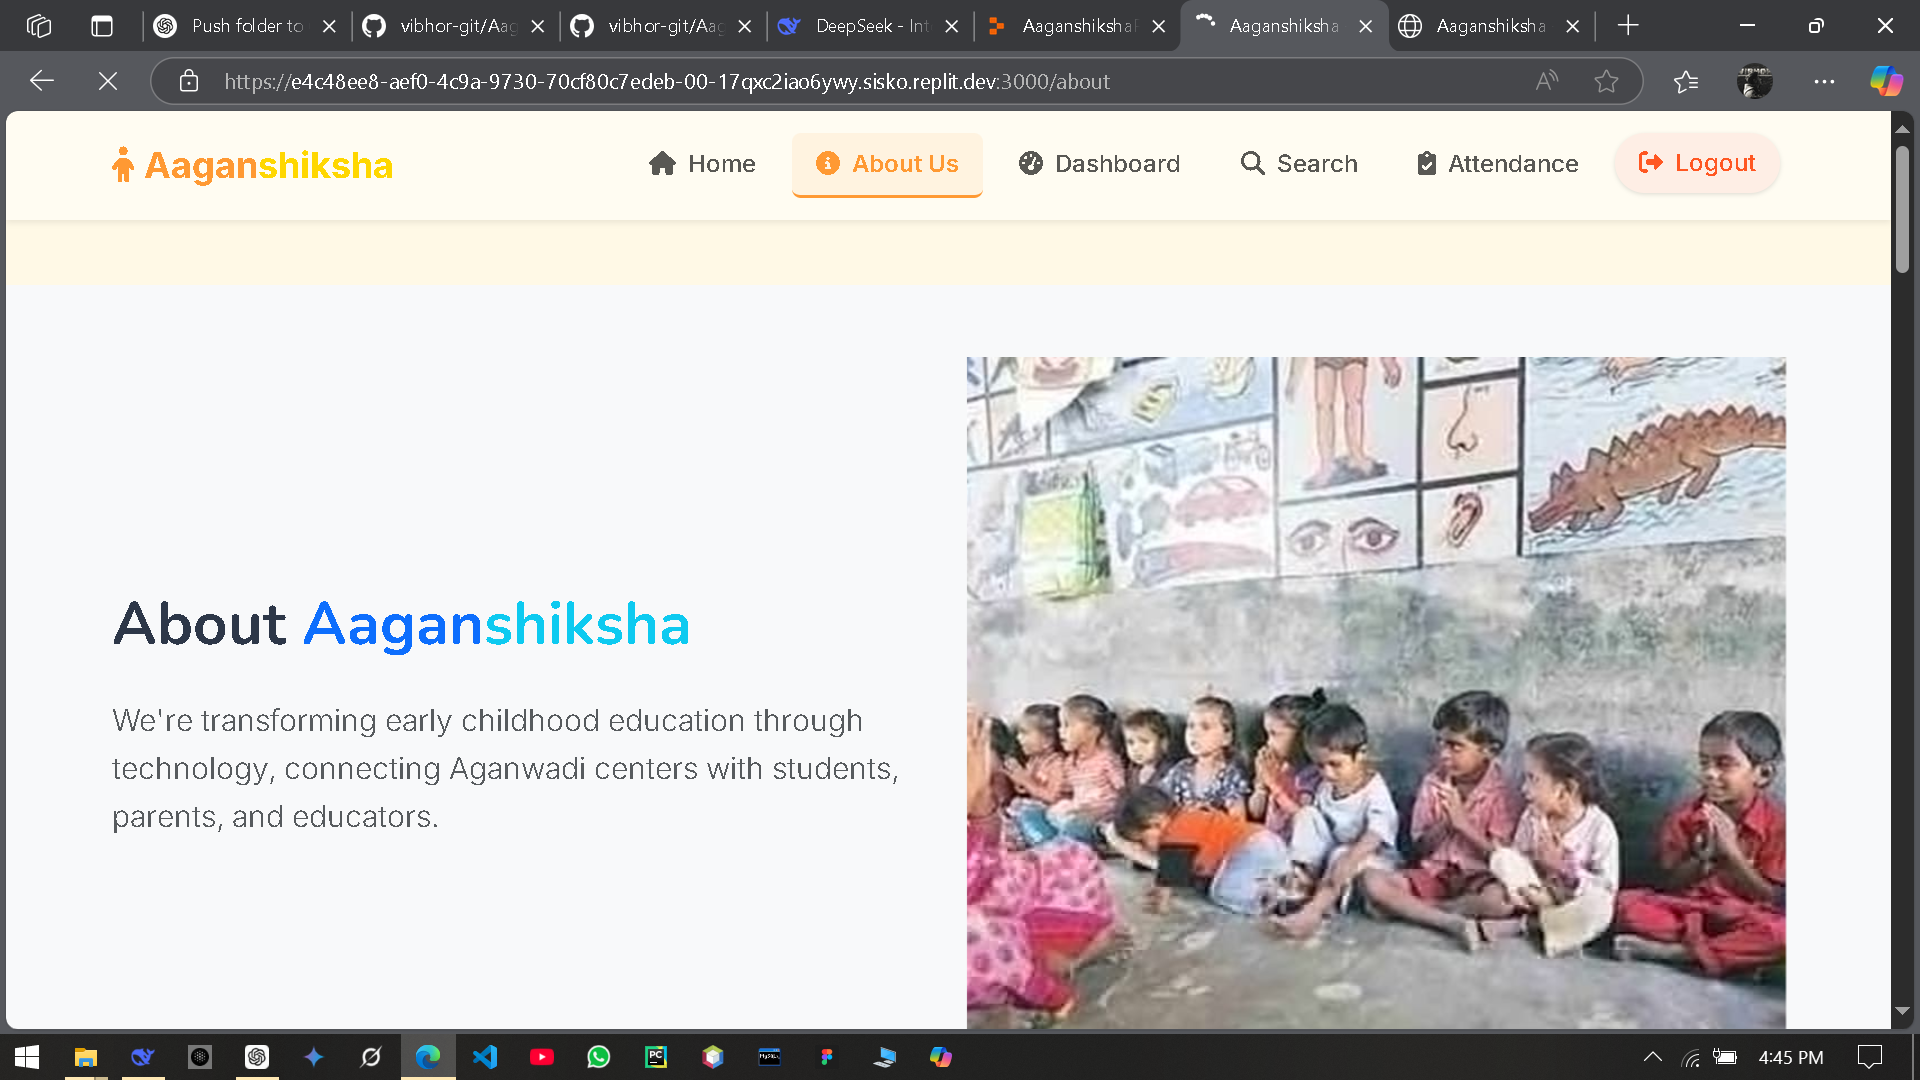 Push folder to
vibhor-git/Aag
vibhor-git/Aag
DeepSeek - Int
Aaganshiksha
Aaganshiksha
Aaganshiksha
https://e4c48ee8-aef0-4c9a-9730-70cf80c7edeb-00-17qxc2iao6ywy.sisko.replit.dev:3000/about
Aaganshiksha
Home
About Us
Dashboard
Search
Attendance
Logout
About Aaganshiksha
We're transforming early childhood education through
technology, connecting Aganwadi centers with students,
parents, and educators.
4:45 PM